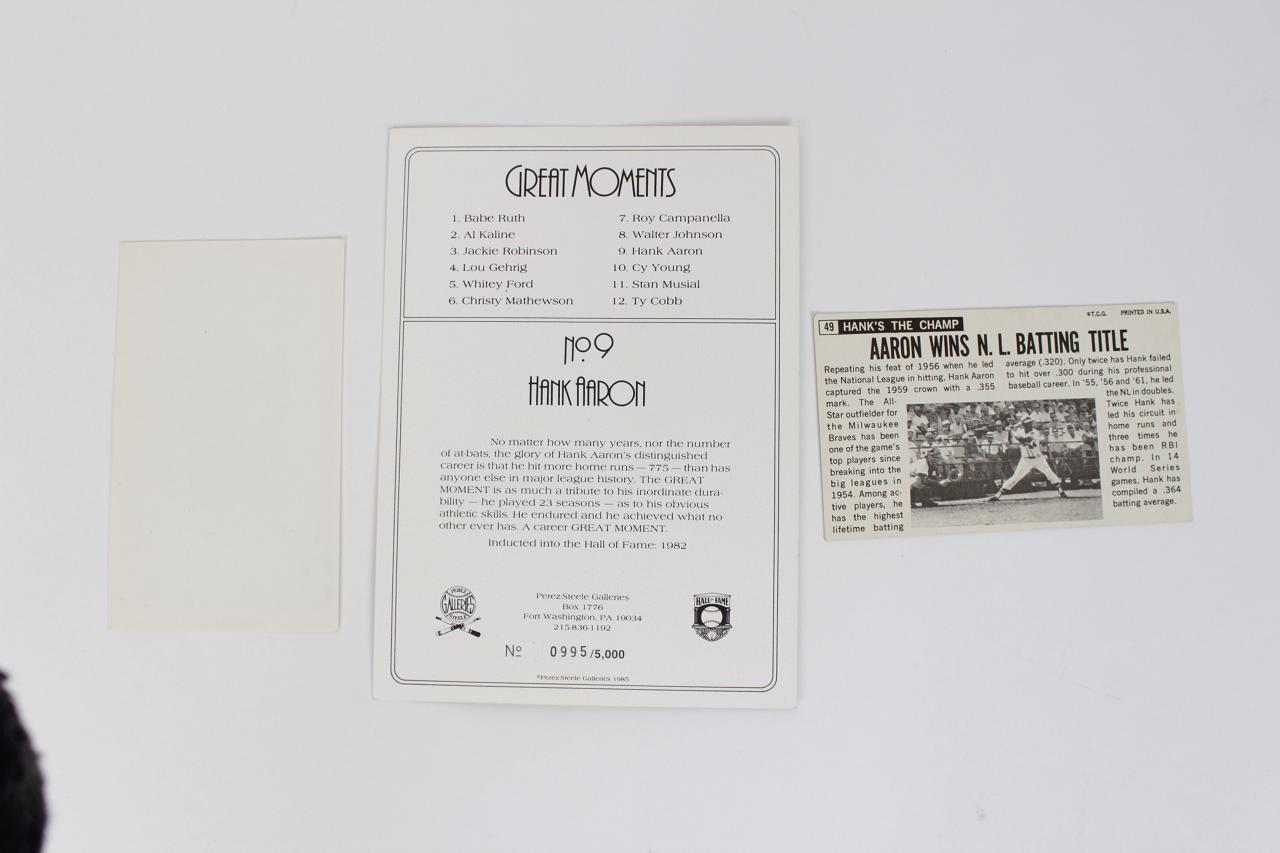 GREAT MOMENTS
1. Babe Ruth
2. Al Kaline
3. Jackie Robinson
4. Lou Gehrig
5. Whitey Ford
6. Christy Mathewson
7. Roy Campanella
8. Walter Johnson
9. Hank Aaron
10. Cy Young
11. Stan Musial
12. Ty Cobb
No. 9
HANK AARON
No matter how many years, nor the number
of at-bats, the glory of Hank Aaron's distinguished
career is that he hit more home runs — 775 — than has
anyone else in major league history. The GREAT
MOMENT is as much a tribute to his inordinate dura-
bility — he played 23 seasons — as to his obvious
athletic skills. He endured and he achieved what no
other ever has. A career GREAT MOMENT.
Inducted into the Hall of Fame: 1982
PEREZ
GALLERIES
STEELE
Perez-Steele Galleries
Box 1776
Fort Washington, PA 19034
215-836-1192
HALL OF FAME
No 0995/5,000
©Perez-Steele Galleries 1985
©T.C.G. PRINTED IN U.S.A.
49 HANK'S THE CHAMP
AARON WINS N. L. BATTING TITLE
Repeating his feat of 1956 when he led
the National League in hitting, Hank Aaron
captured the 1959 crown with a .355
mark. The All-
Star outfielder for
the Milwaukee
Braves has been
one of the game's
top players since
breaking into the
big leagues in
1954. Among ac-
tive players, he
has the highest
lifetime batting
average (.320). Only twice has Hank failed
to hit over .300 during his professional
baseball career. In '55, '56 and '61, he led
the NL in doubles.
Twice Hank has
led his circuit in
home runs and
three times he
has been RBI
champ. In 14
World Series
games, Hank has
compiled a .364
batting average.